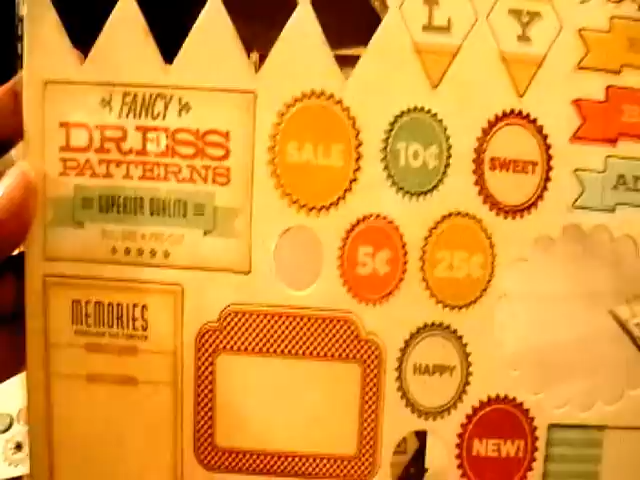 L Y
FANCY
DRESS
PATTERNS
SUPERIOR QUALITY
SALE
10¢
SWEET
5¢
25¢
MEMORIES
HAPPY
NEW!